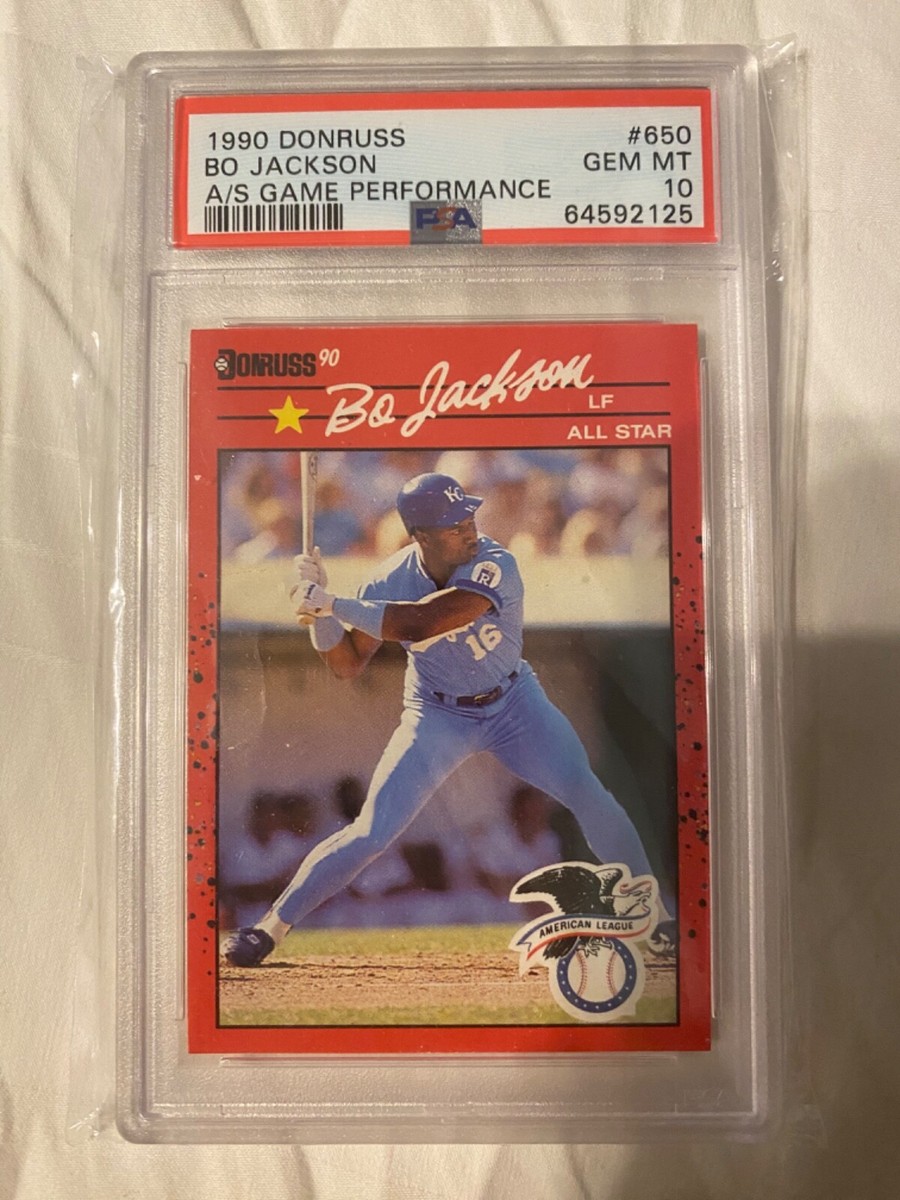 1990 DONRUSS #650
BO JACKSON GEM MT
A/S GAME PERFORMANCE 10
PSA 64592125
DONRUSS 90
Bo Jackson
LF
ALL STAR
KC
R
16
AMERICAN LEAGUE